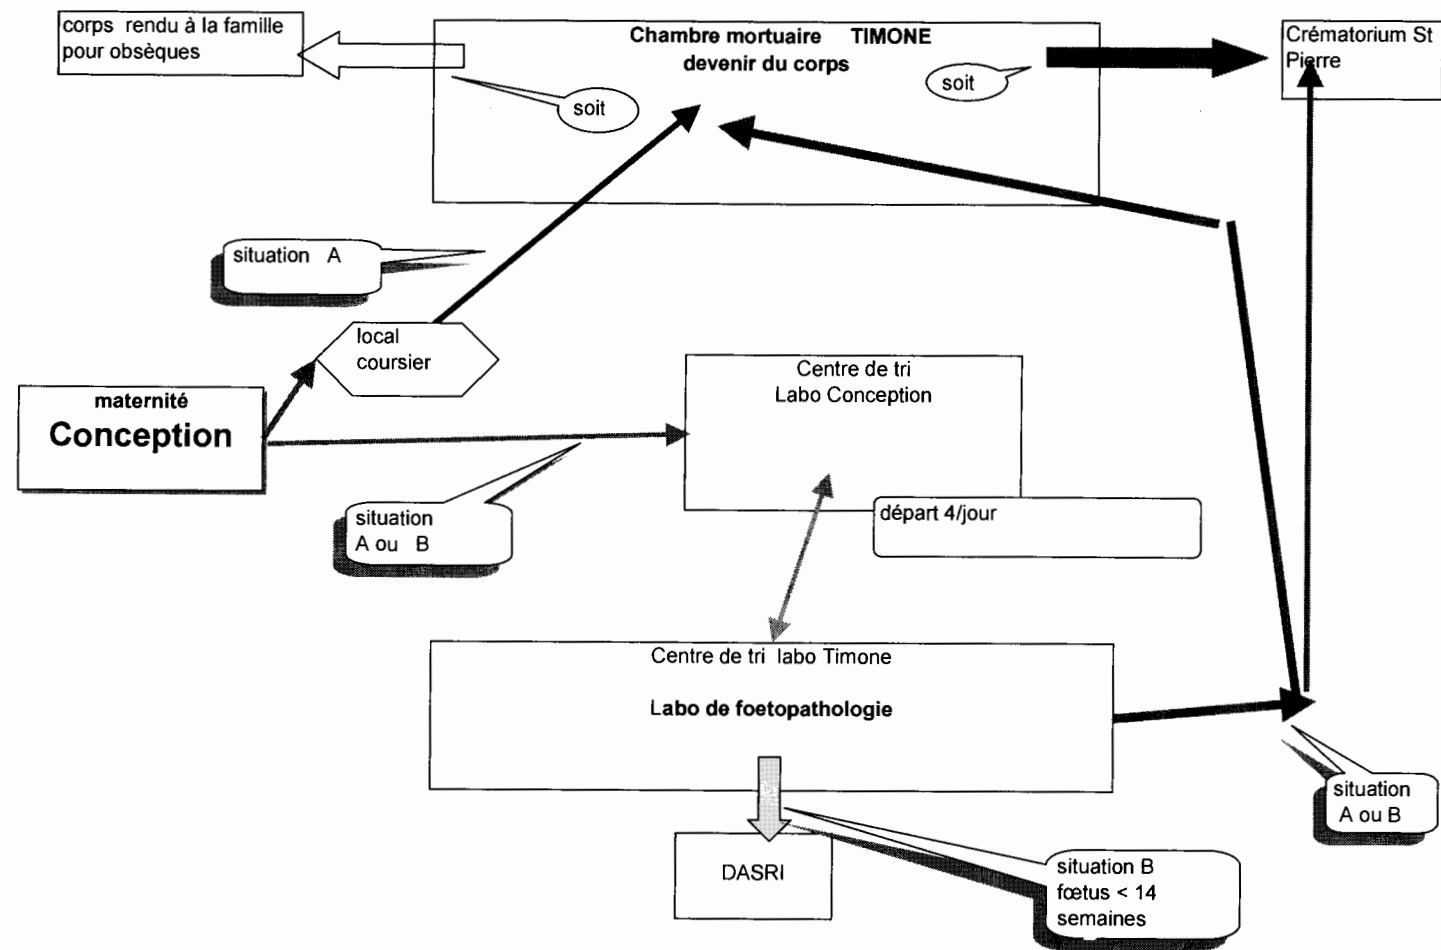 corps rendu à la famille
pour obsèques
Chambre mortuaire TIMONE
devenir du corps
Crématorium St
Pierre
soit
soit
situation A
local
coursier
maternité
Conception
Centre de tri
Labo Conception
situation
A ou B
départ 4/jour
Centre de tri labo Timone
Labo de foetopathologie
situation
A ou B
DASRI
situation B
fœtus < 14
semaines